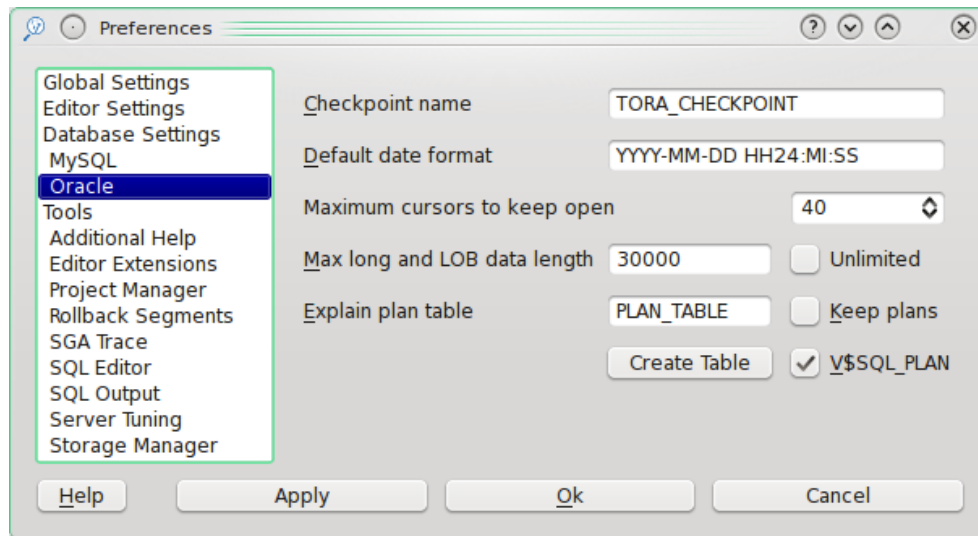 Preferences
Global Settings
Editor Settings
Database Settings
MySQL
Oracle
Tools
Additional Help
Editor Extensions
Project Manager
Rollback Segments
SGA Trace
SQL Editor
SQL Output
Server Tuning
Storage Manager
Checkpoint name TORA_CHECKPOINT
Default date format YYYY-MM-DD HH24:MI:SS
Maximum cursors to keep open 40
Max long and LOB data length 30000 Unlimited
Explain plan table PLAN_TABLE Keep plans
Create Table V$SQL_PLAN
Help Apply Ok Cancel